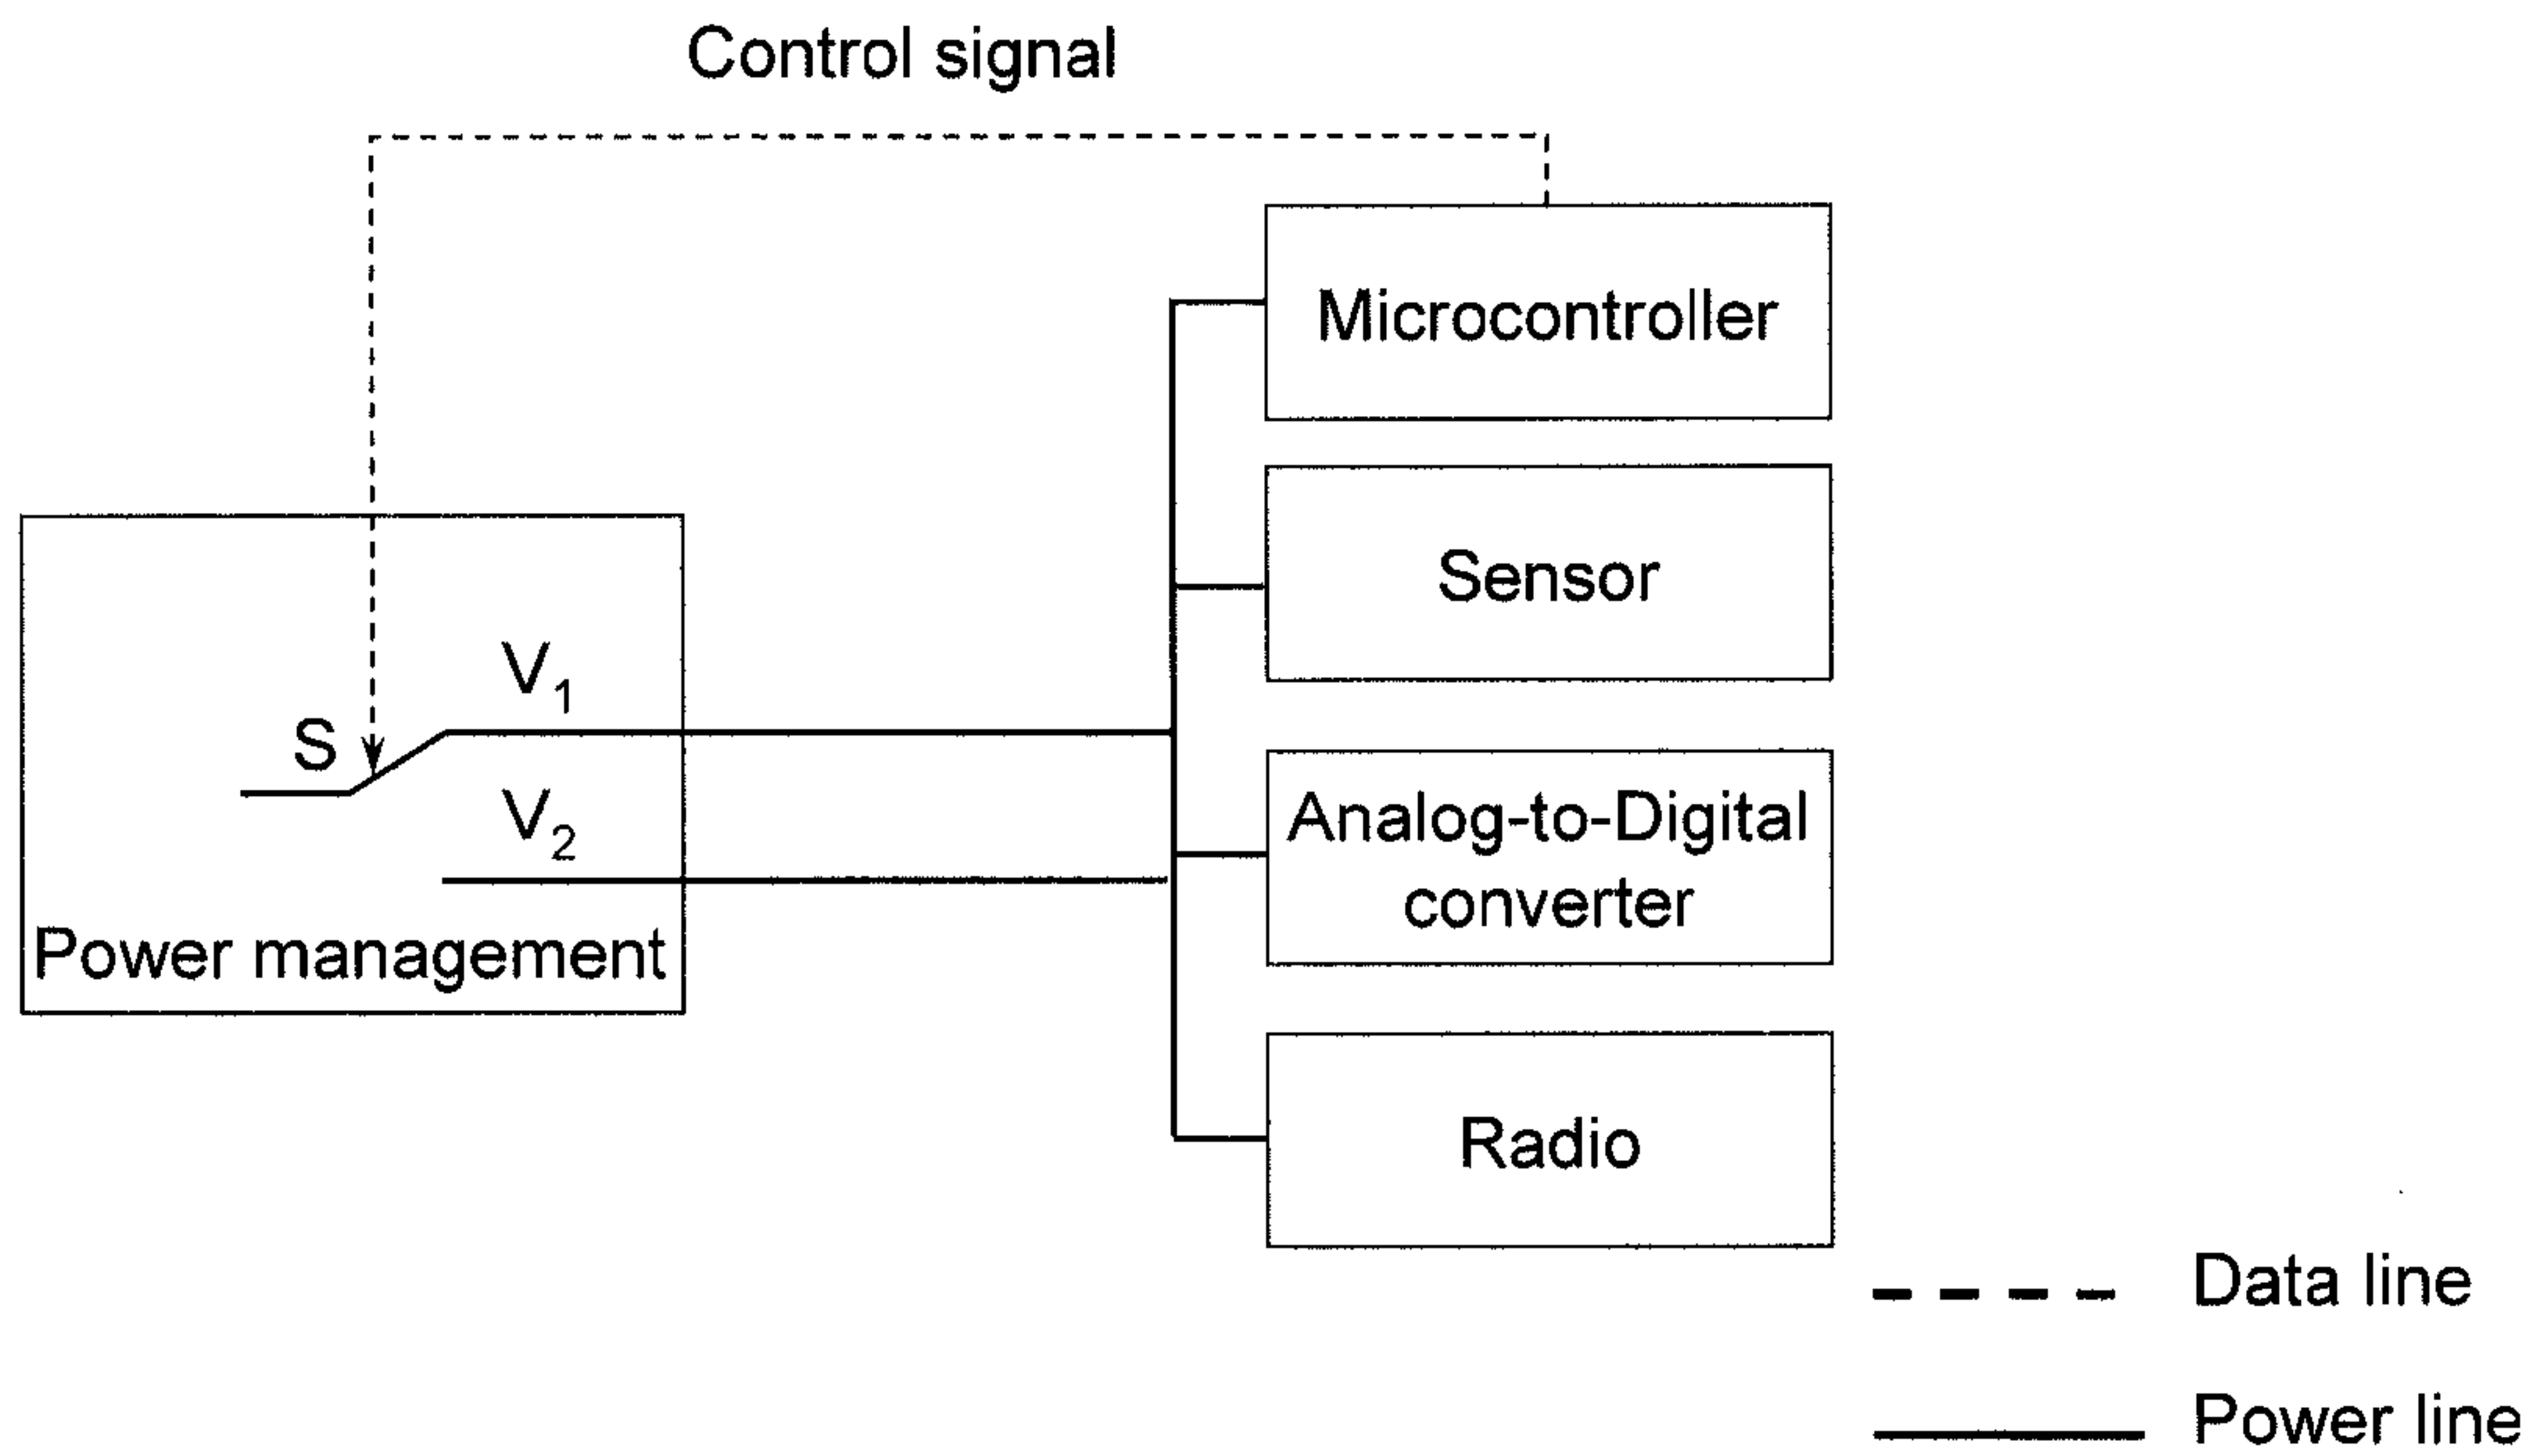 Control signal
Microcontroller
Sensor
V1
S
V2
Analog-to-Digital
converter
Power management
Radio
Data line
Power line